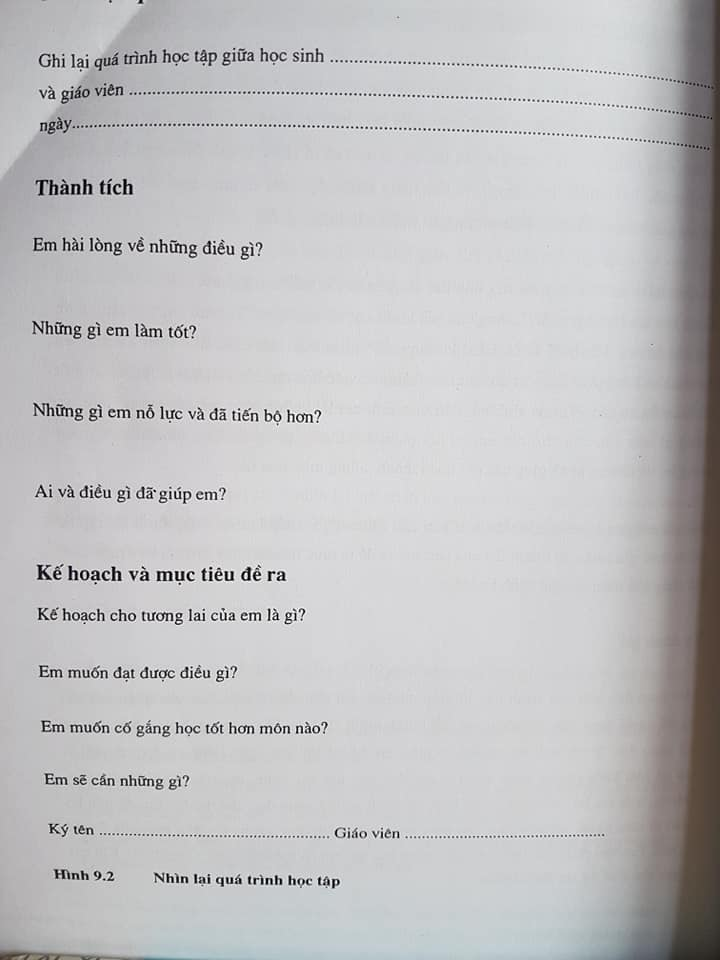 Ghi lại quá trình học tập giữa học sinh ........................................
và giáo viên ........................................
ngày........................................
Thành tích
Em hài lòng về những điều gì?
Những gì em làm tốt?
Những gì em nỗ lực và đã tiến bộ hơn?
Ai và điều gì đã giúp em?
Kế hoạch và mục tiêu đề ra
Kế hoạch cho tương lai của em là gì?
Em muốn đạt được điều gì?
Em muốn cố gắng học tốt hơn môn nào?
Em sẽ cần những gì?
Ký tên ........................................ Giáo viên ........................................
Hình 9.2 Nhìn lại quá trình học tập